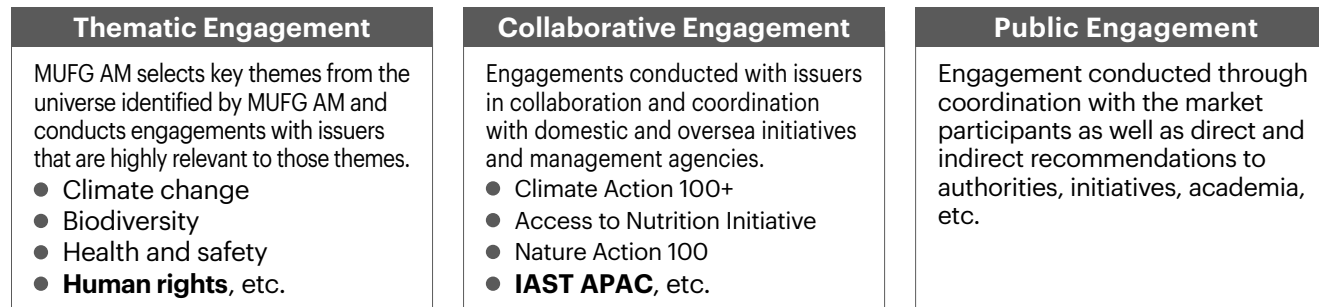 Thematic Engagement
MUFG AM selects key themes from the
universe identified by MUFG AM and
conducts engagements with issuers
that are highly relevant to those themes.
● Climate change
● Biodiversity
● Health and safety
● Human rights, etc.
Collaborative Engagement
Engagements conducted with issuers
in collaboration and coordination
with domestic and oversea initiatives
and management agencies.
● Climate Action 100+
● Access to Nutrition Initiative
● Nature Action 100
● IAST APAC, etc.
Public Engagement
Engagement conducted through
coordination with the market
participants as well as direct and
indirect recommendations to
authorities, initiatives, academia,
etc.